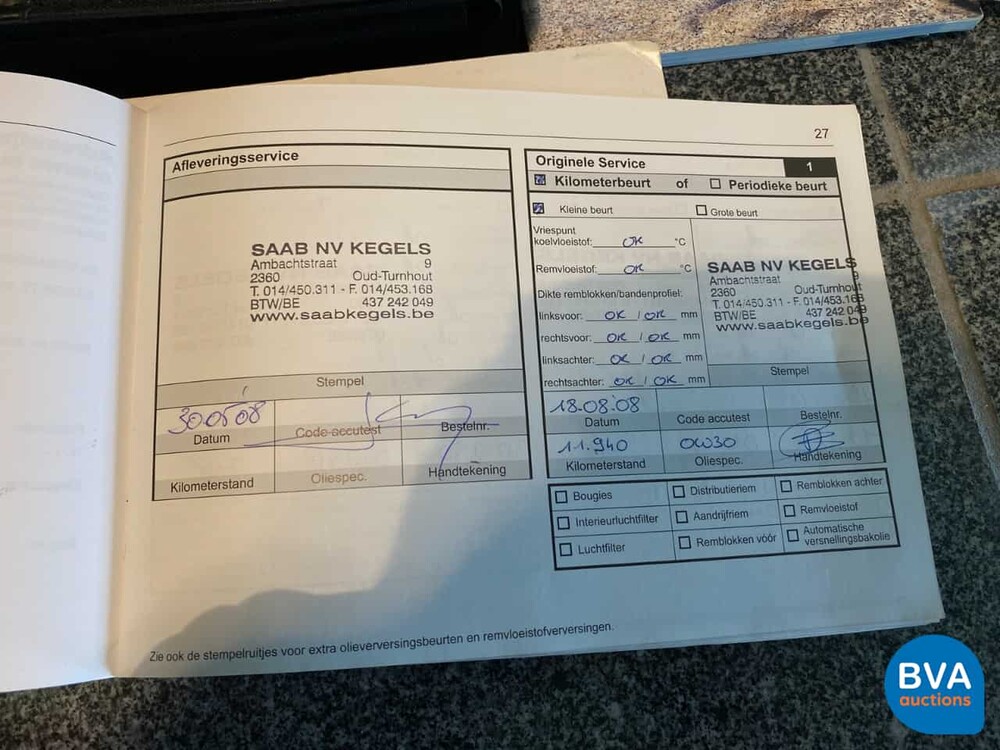 27
Afleveringsservice
SAAB NV KEGELS
Ambachtstraat 9
2360 Oud-Turnhout
T. 014/450.311 - F. 014/453.168
BTW/BE 437 242 049
www.saabkegels.be
Stempel
30.05.08
Datum
Code accutest
Bestelnr.
Kilometerstand
Oliespec.
Handtekening
Originele Service
1
Kilometerbeurt of Periodieke beurt
Kleine beurt
Grote beurt
Vriespunt
koelvloeistof: OK °C
Remvloeistof: OK °C
Dikte remblokken/bandenprofiel:
linksvoor: OK / OK mm
rechtsvoor: OK / OK mm
linksachter: OK / OK mm
rechtsachter: OK / OK mm
SAAB NV KEGELS
Ambachtstraat 9
2360 Oud-Turnhout
T. 014/450.311 - F. 014/453.168
BTW/BE 437 242 049
www.saabkegels.be
Stempel
18.08.08
Datum
Code accutest
Bestelnr.
11.940
0W30
Kilometerstand
Oliespec.
Handtekening
Bougies
Distributieriem
Remblokken achter
Interieurluchtfilter
Aandrijfriem
Remvloeistof
Luchtfilter
Remblokken vóór
Automatische
versnellingsbakolie
Zie ook de stempelruitjes voor extra olieverversingsbeurten en remvloeistofverversingen.
BVA
auctions